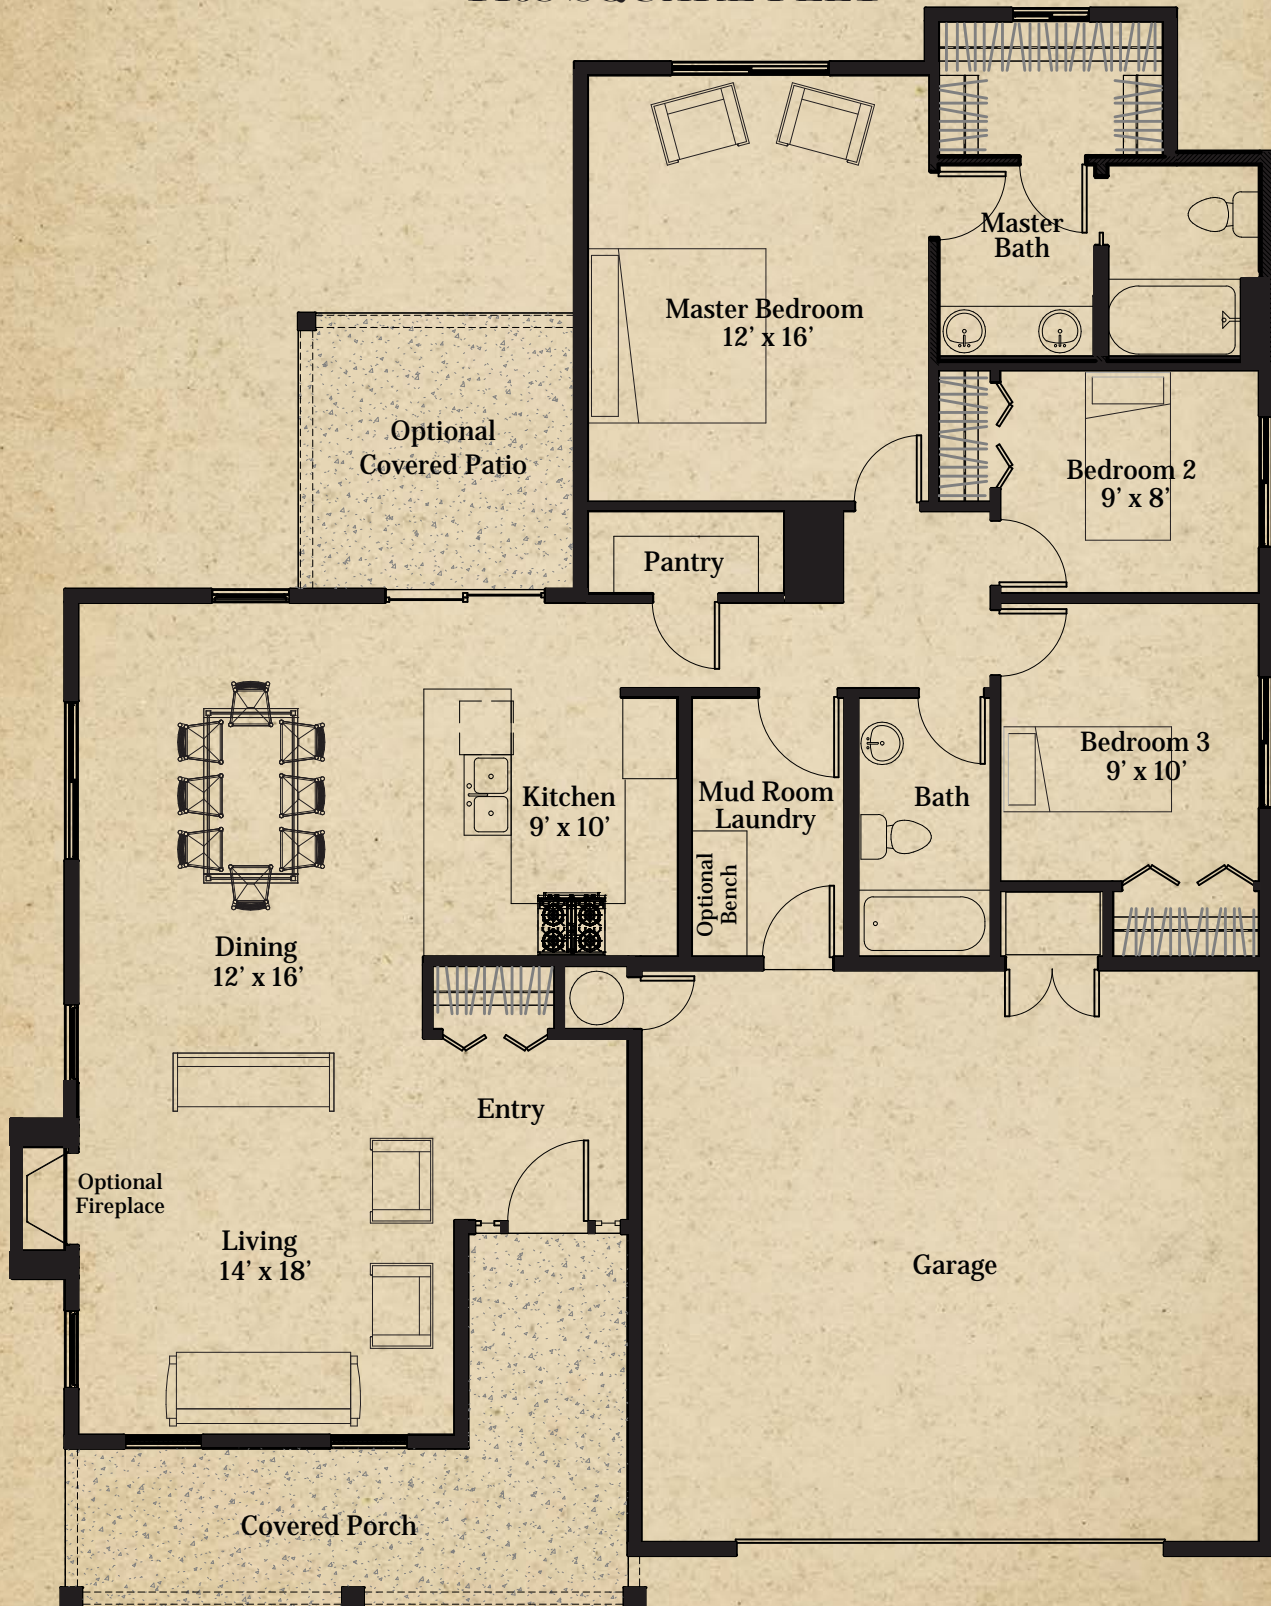 Master
Bath
Master Bedroom
12’ x 16’
Optional
Covered Patio
Bedroom 2
9’ x 8’
Pantry
Bedroom 3
9’ x 10’
Kitchen
9’ x 10’
Mud Room
Laundry
Bath
Optional
Bench
Dining
12’ x 16’
Entry
Optional
Fireplace
Living
14’ x 18’
Garage
Covered Porch